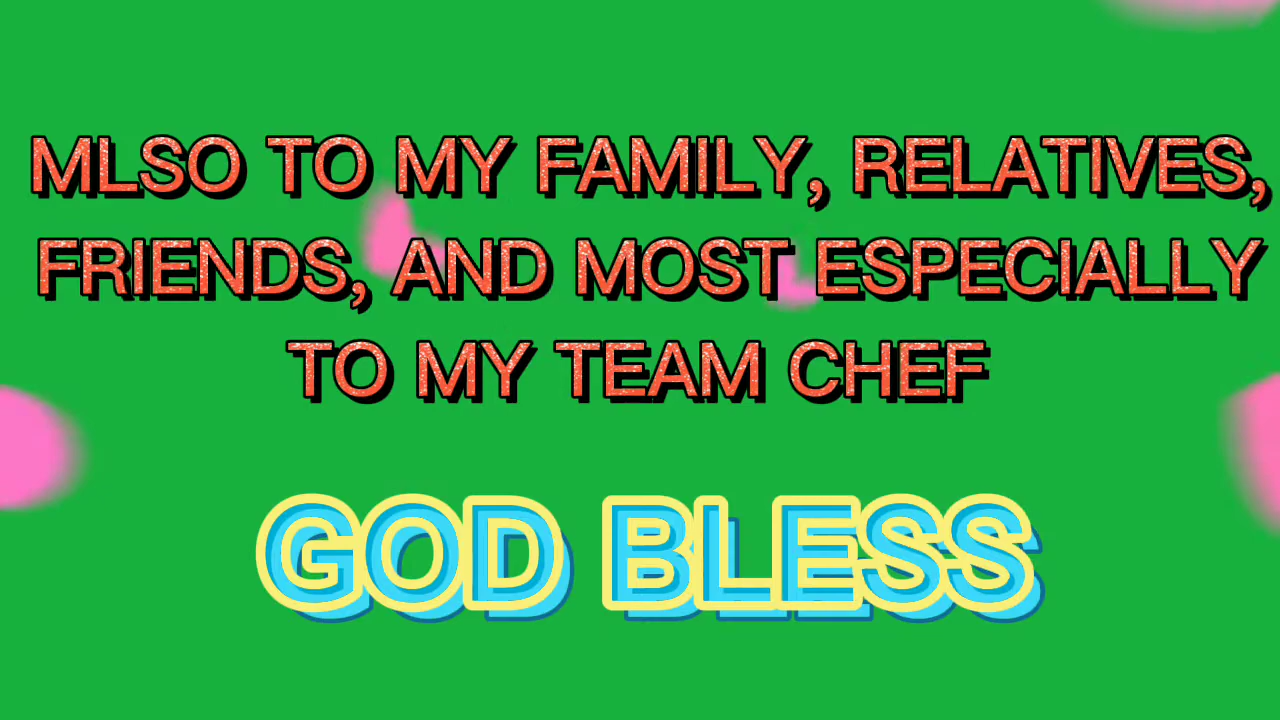 MLSO TO MY FAMILY, RELATIVES,
FRIENDS, AND MOST ESPECIALLY
TO MY TEAM CHEF
GOD BLESS